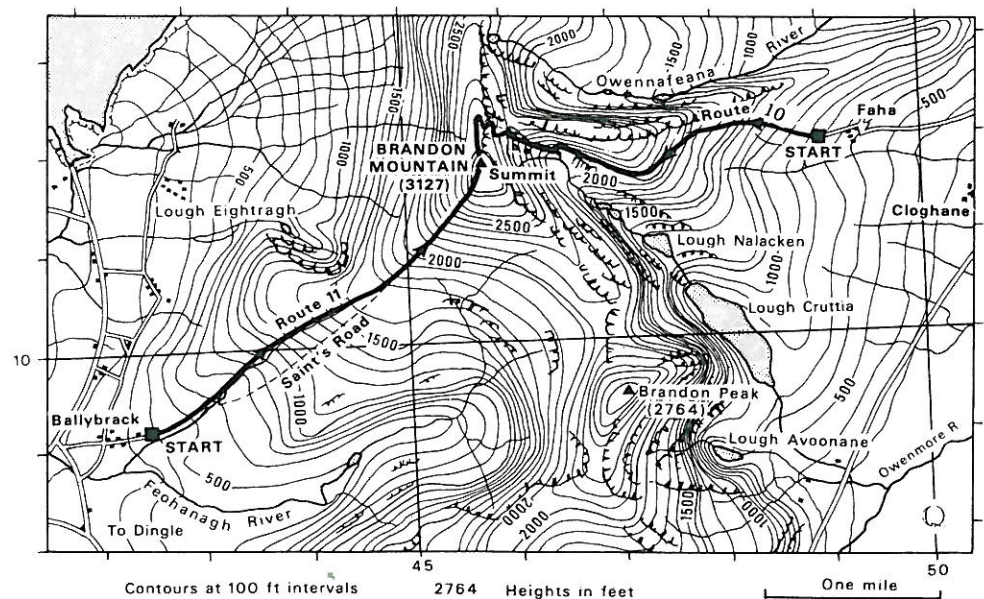 2500
2000
1500
1000
River
Owennafeana
1500
Route 10
500
Faha
START
1000
BRANDON
MOUNTAIN
(3127)
Summit
2000
500
Lough Eightragh
1500
Cloghane
2500
Lough Nalacken
2000
1000
Route 11
Lough Cruttia
Saint's Road
1500
10
Brandon Peak
(2764)
500
1000
Ballybrack
START
Lough Avoonane
Owenmore R
500
Feohanagh River
2000
2000
1500
1000
To Dingle
45
50
Contours at 100 ft intervals
2764 Heights in feet
One mile